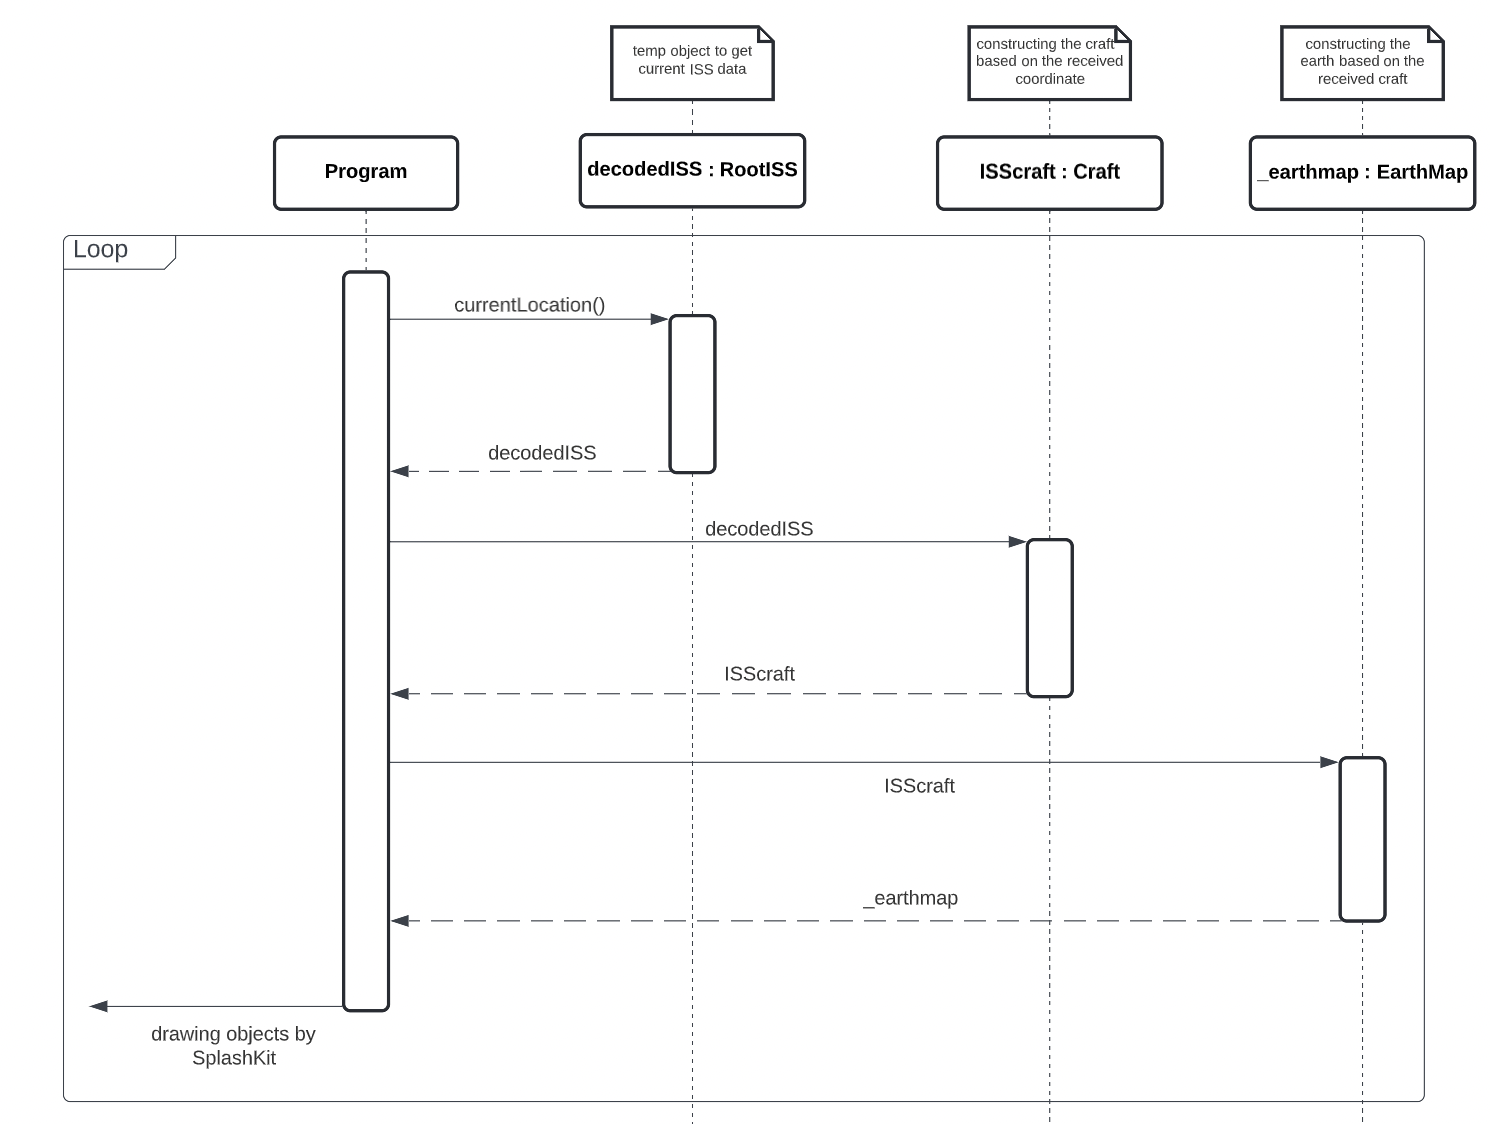 temp object to get
current ISS data
constructing the craft
based on the received
coordinate
constructing the
earth based on the
received craft
Program
decodedISS : RootISS
ISScraft : Craft
_earthmap : EarthMap
Loop
currentLocation()
decodedISS
decodedISS
ISScraft
ISScraft
_earthmap
drawing objects by
SplashKit